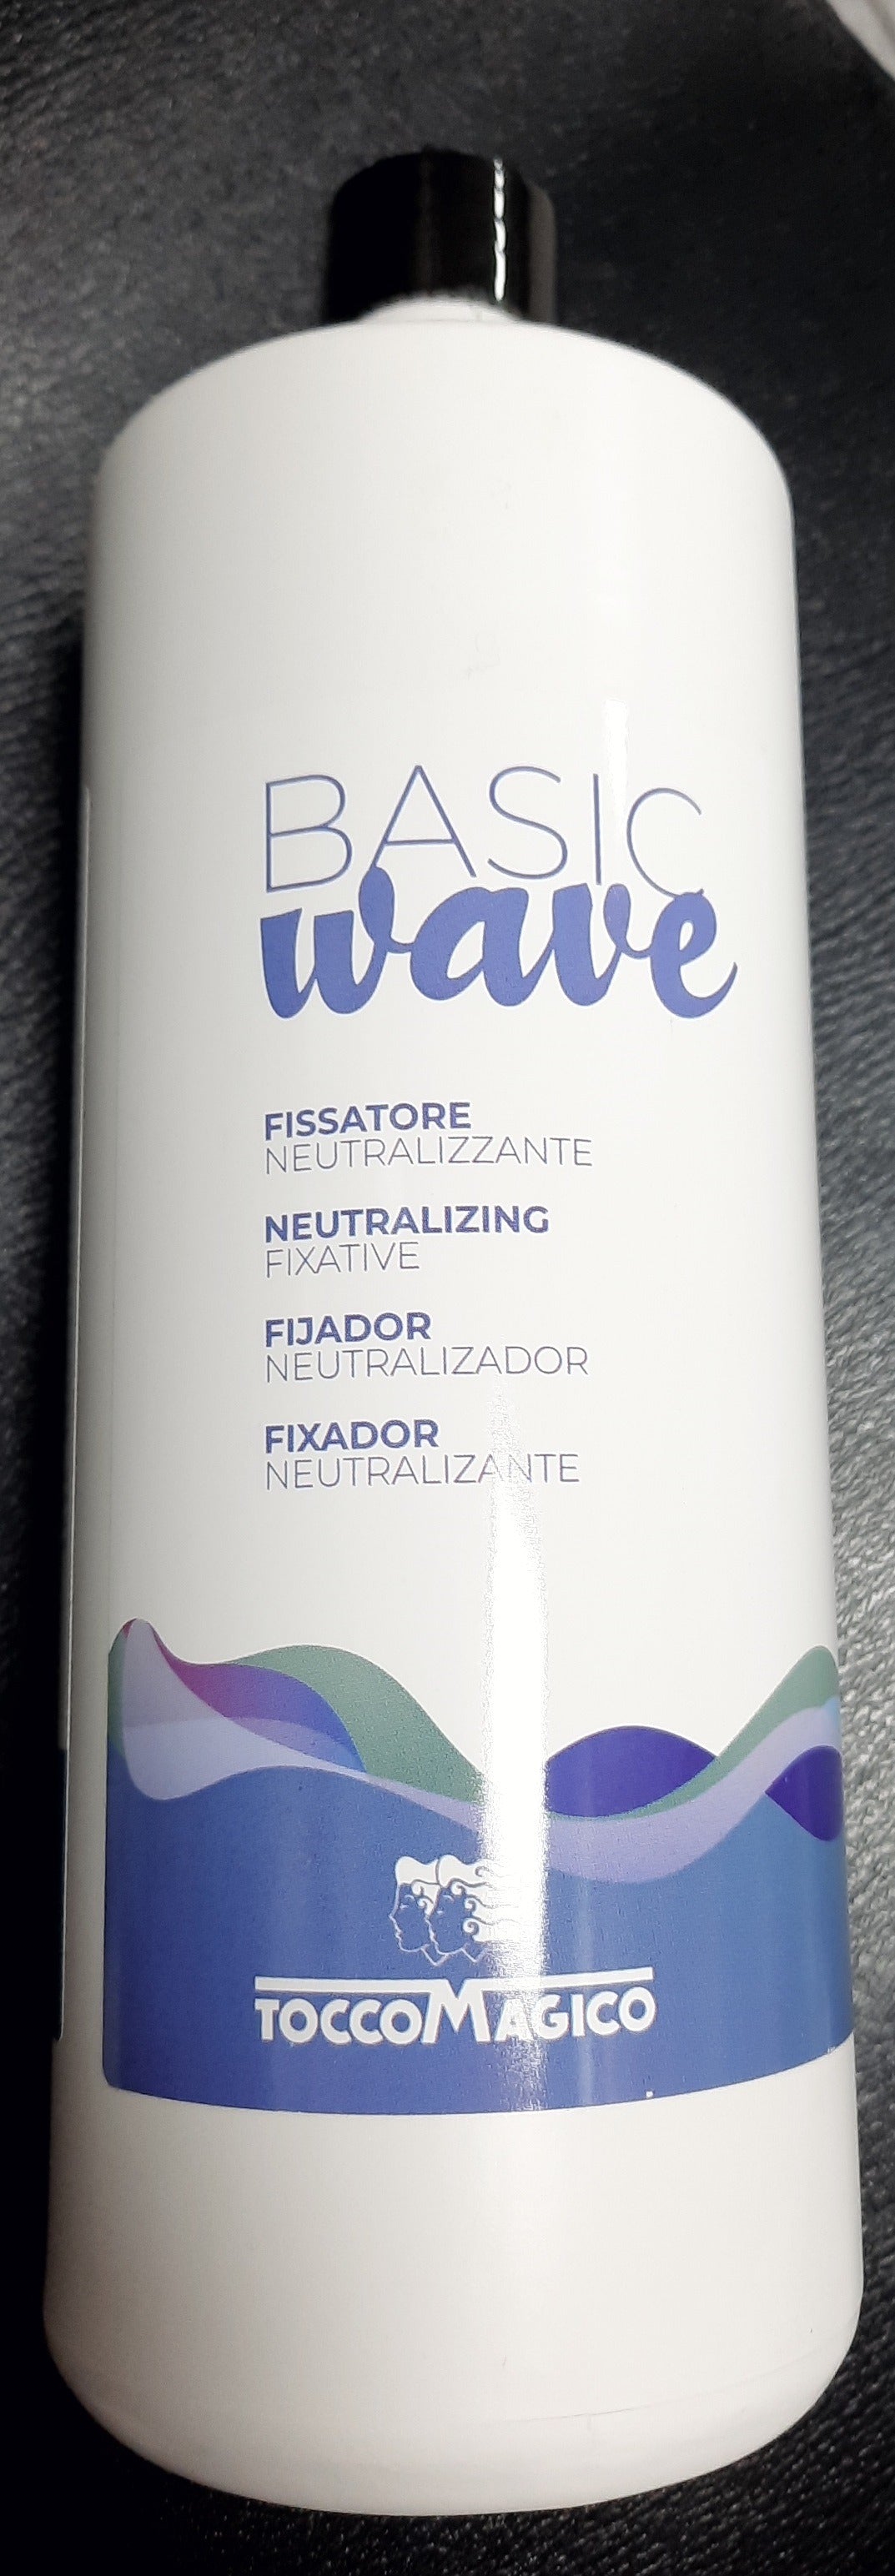 BASIC
wave
FISSATORE
NEUTRALIZZANTE
NEUTRALIZING
FIXATIVE
FIJADOR
NEUTRALIZADOR
FIXADOR
NEUTRALIZANTE
TOCCOMAGICO